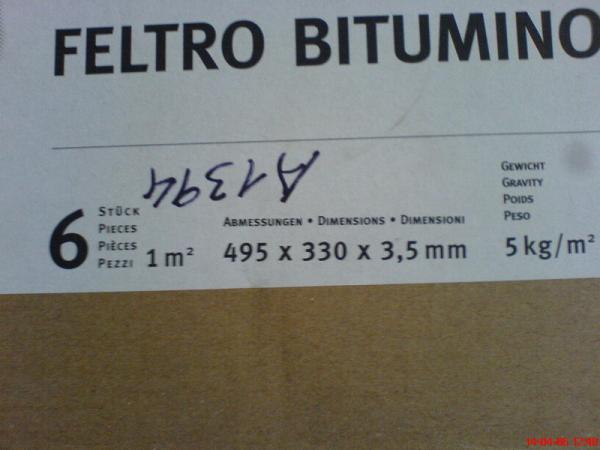 FELTRO BITUMINO
A1394
6
STÜCK
PIECES
PIÈCES
PEZZI
1 m²
ABMESSUNGEN • DIMENSIONS • DIMENSIONI
495 x 330 x 3,5 mm
GEWICHT
GRAVITY
POIDS
PESO
5 kg/m²